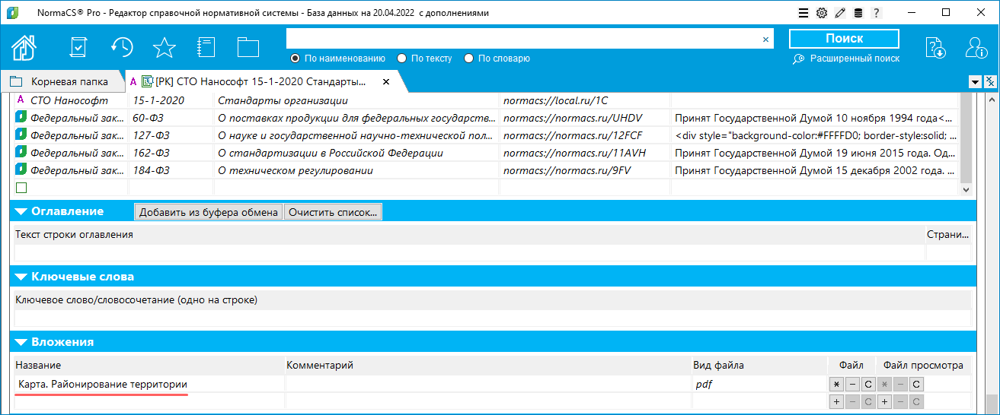 NormaCS® Pro - Редактор справочной нормативной системы - База данных на 20.04.2022 с дополнениями
?
×
Поиск
По наименованию По тексту По словарю Расширенный поиск
Корневая папка A [РК] СТО Нанософт 15-1-2020 Стандарты... ×
A СТО Нанософт 15-1-2020 Стандарты организации normacs://local.ru/1C
Федеральный зак... 60-ФЗ О поставках продукции для федеральных государств... normacs://normacs.ru/UHDV Принят Государственной Думой 10 ноября 1994 года<...
Федеральный зак... 127-ФЗ О науке и государственной научно-технической пол... normacs://normacs.ru/12FCF <div style="background-color:#FFFFD0; border-style:solid; ...
Федеральный зак... 162-ФЗ О стандартизации в Российской Федерации normacs://normacs.ru/11AVH Принят Государственной Думой 19 июня 2015 года. Од...
Федеральный зак... 184-ФЗ О техническом регулировании normacs://normacs.ru/9FV Принят Государственной Думой 15 декабря 2002 года. ...
Оглавление Добавить из буфера обмена Очистить список...
Текст строки оглавления Страни...
Ключевые слова
Ключевое слово/словосочетание (одно на строке)
Вложения
Название Комментарий Вид файла Файл Файл просмотра
Карта. Районирование территории pdf * – C * – C
+ – C + – C